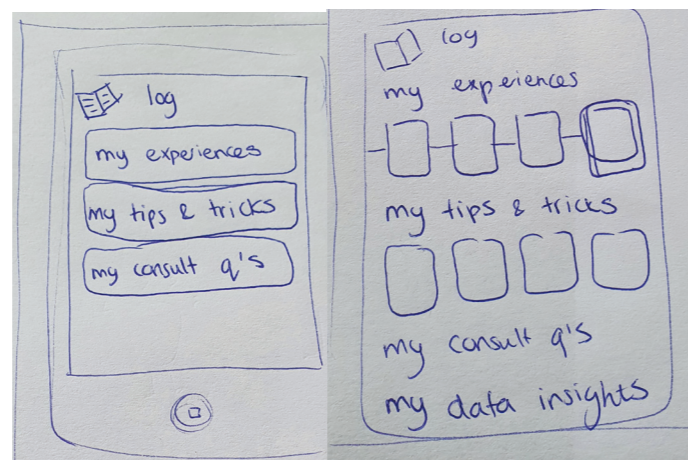 log
my experiences
my tips & tricks
my consult q's
log
my experiences
my tips & tricks
my consult q's
my data insights